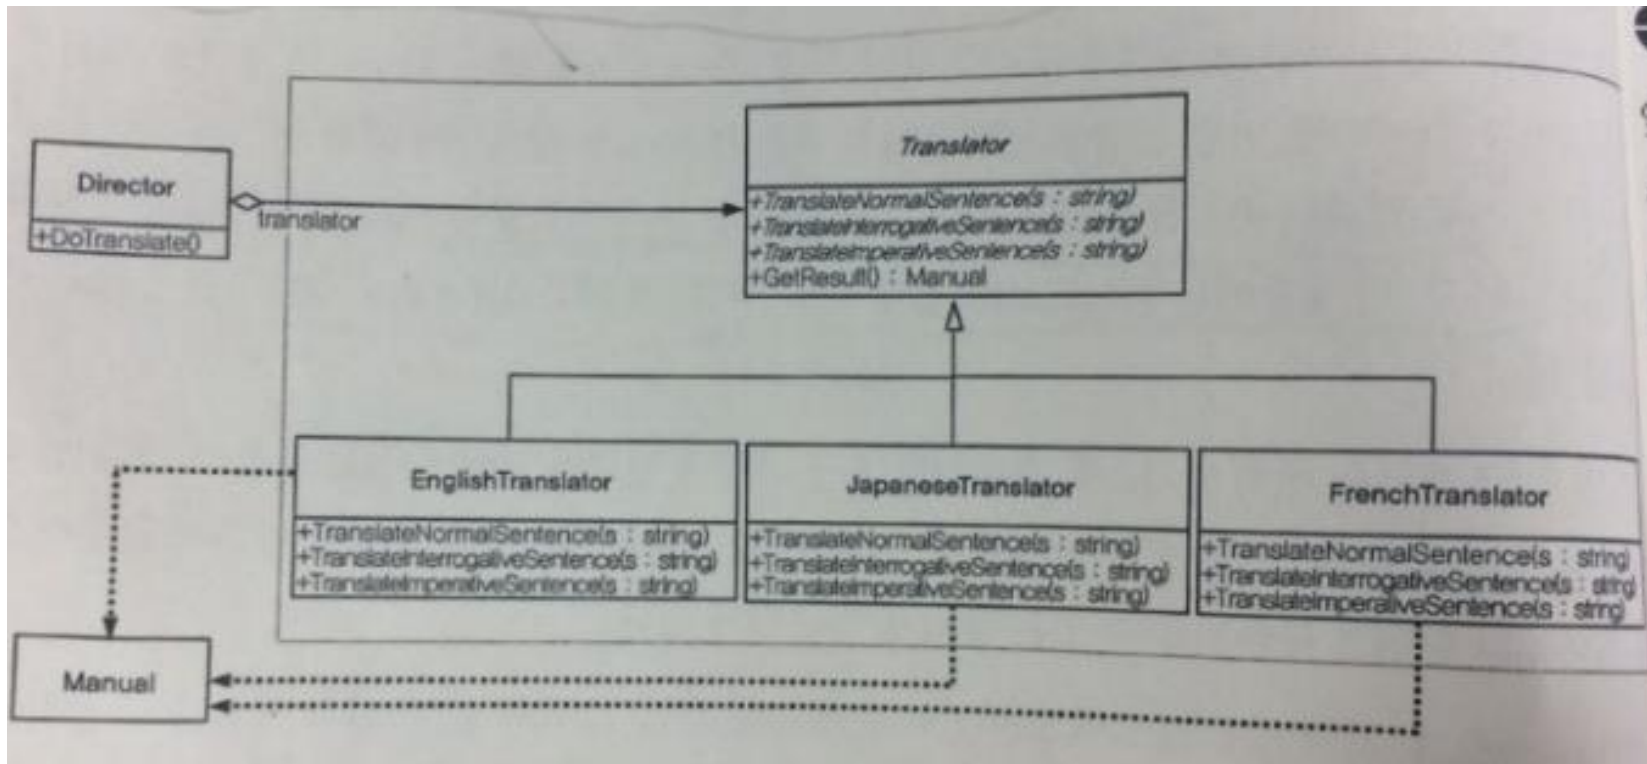 Director
+DoTranslate()
translator
Translator
+TranslateNormalSentence(s : string)
+TranslateInterrogativeSentence(s : string)
+TranslateImperativeSentence(s : string)
+GetResult() : Manual
EnglishTranslator
+TranslateNormalSentence(s : string)
+TranslateInterrogativeSentence(s : string)
+TranslateImperativeSentence(s : string)
JapaneseTranslator
+TranslateNormalSentence(s : string)
+TranslateInterrogativeSentence(s : string)
+TranslateImperativeSentence(s : string)
FrenchTranslator
+TranslateNormalSentence(s : string)
+TranslateInterrogativeSentence(s : string)
+TranslateImperativeSentence(s : string)
Manual